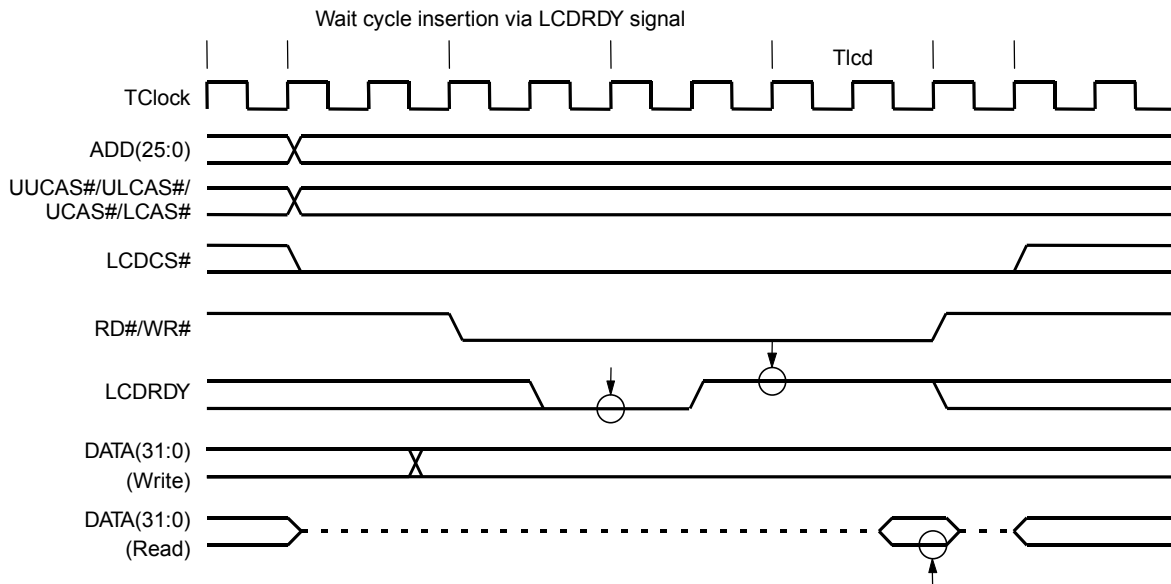 Wait cycle insertion via LCDRDY signal
Tlcd
TClock
ADD(25:0)
UUCAS#/ULCAS#/
UCAS#/LCAS#
LCDCS#
RD#/WR#
LCDRDY
DATA(31:0)
(Write)
DATA(31:0)
(Read)